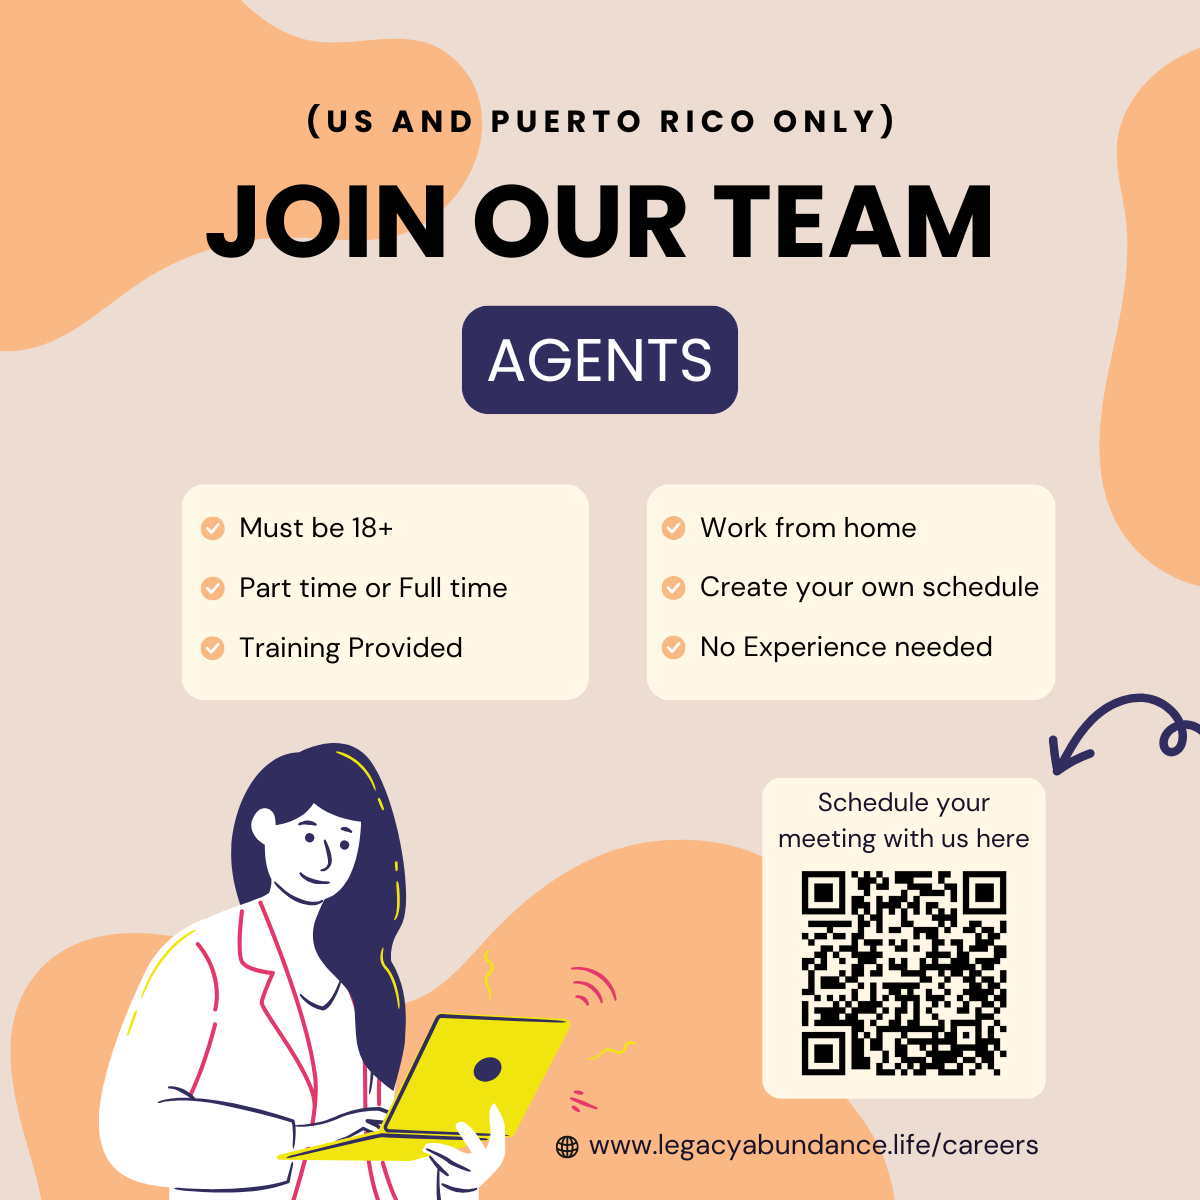 (US AND PUERTO RICO ONLY)
JOIN OUR TEAM
AGENTS
Must be 18+
Part time or Full time
Training Provided
Work from home
Create your own schedule
No Experience needed
Schedule your
meeting with us here
www.legacyabundance.life/careers